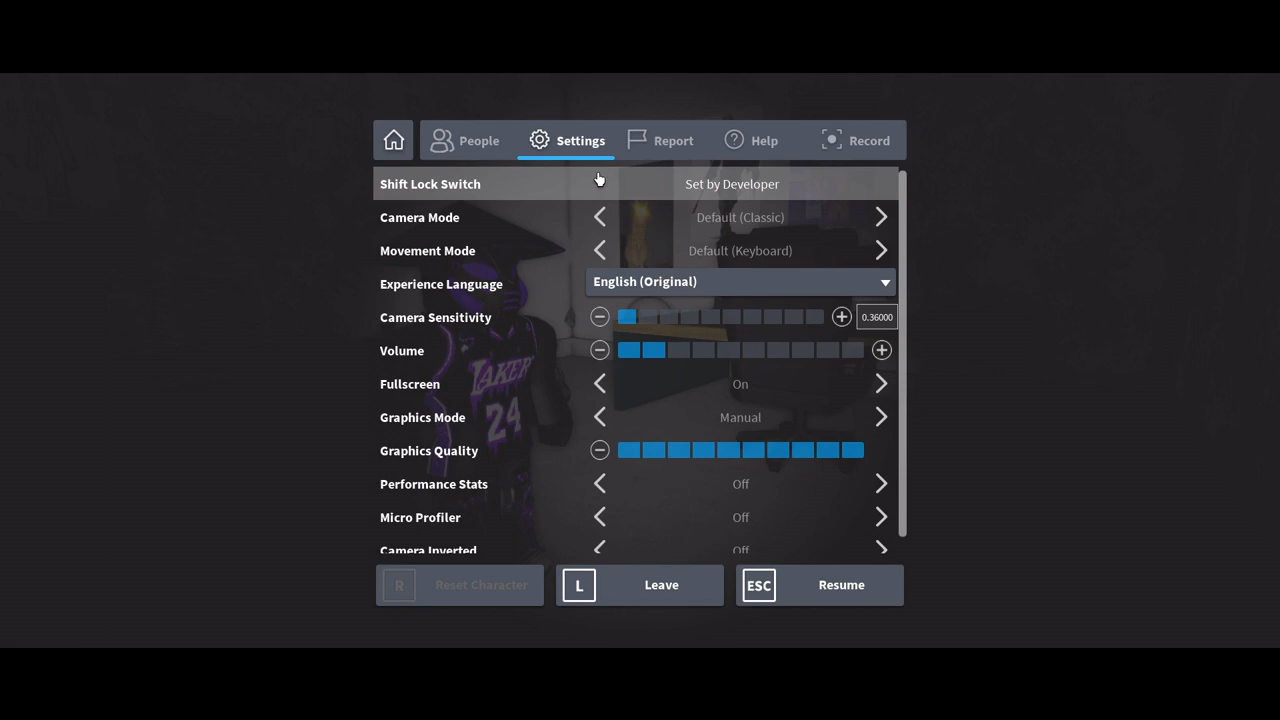 People Settings Report Help Record
Shift Lock Switch Set by Developer
Camera Mode Default (Classic)
Movement Mode Default (Keyboard)
Experience Language English (Original)
Camera Sensitivity 0.36000
Volume
Fullscreen On
Graphics Mode Manual
Graphics Quality
Performance Stats Off
Micro Profiler Off
Camera Inverted Off
R Reset Character L Leave ESC Resume
LAKERS
24